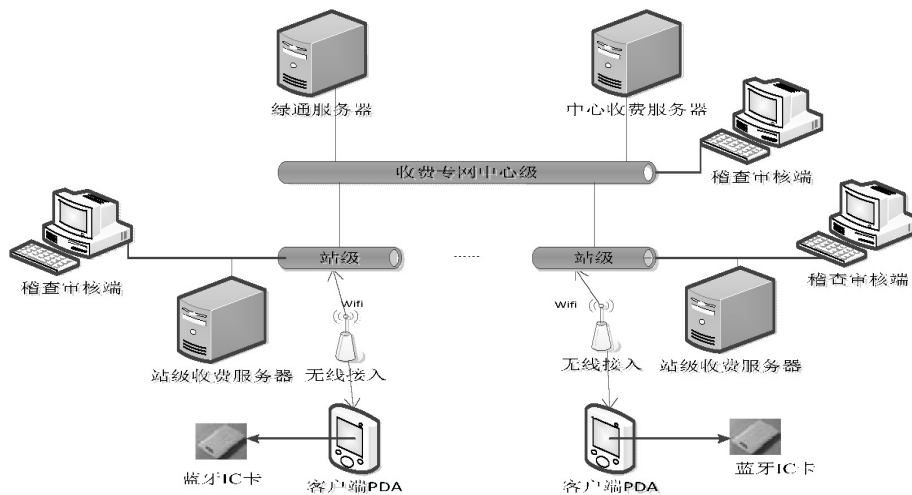 绿通服务器
中心收费服务器
收费专网中心级
稽查审核端
站级
......
站级
稽查审核端
稽查审核端
Wifi
Wifi
站级收费服务器
无线接入
无线接入
站级收费服务器
蓝牙IC卡
客户端PDA
客户端PDA
蓝牙IC卡